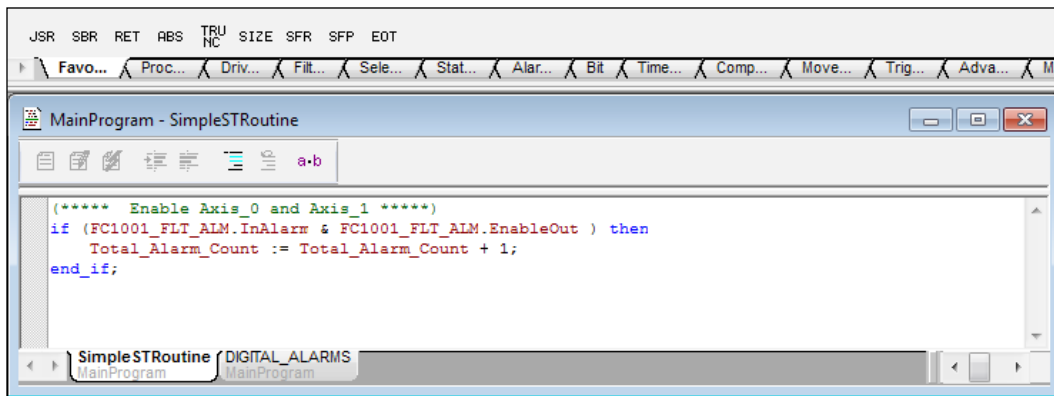 JSR SBR RET ABS TRUNC SIZE SFR SFP EOT
Favo... Proc... Driv... Filt... Sele... Stat... Alar... Bit Time... Comp... Move... Trig... Adva... M
MainProgram - SimpleSTRoutine
a·b
(***** Enable Axis_0 and Axis_1 *****)
if (FC1001_FLT_ALM.InAlarm & FC1001_FLT_ALM.EnableOut ) then
Total_Alarm_Count := Total_Alarm_Count + 1;
end_if;
SimpleSTRoutine DIGITAL_ALARMS
MainProgram MainProgram